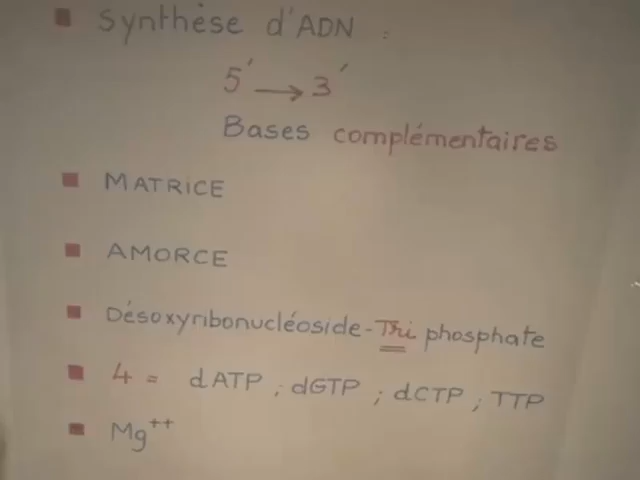 ■ Synthèse d'ADN :
5' → 3'
Bases complémentaires
■ MATRICE
■ AMORCE
■ Désoxyribonucléoside-Tri phosphate
■ 4 = dATP ; dGTP ; dCTP ; TTP
■ Mg++